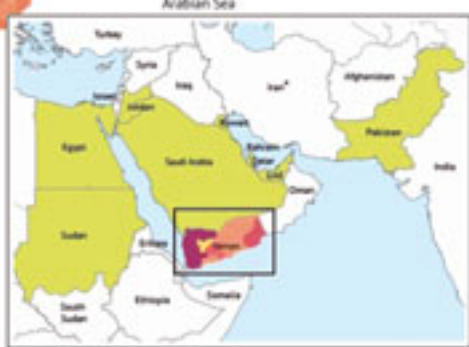 Arabian Sea
Turkey
Syria
Afghanistan
Iraq
Iran
Israel
Jordan
Kuwait
Pakistan
Egypt
Bahrain
Qatar
India
Saudi Arabia
UAE
Oman
Sudan
Eritrea
Yemen
Ethiopia
Somalia
South
Sudan